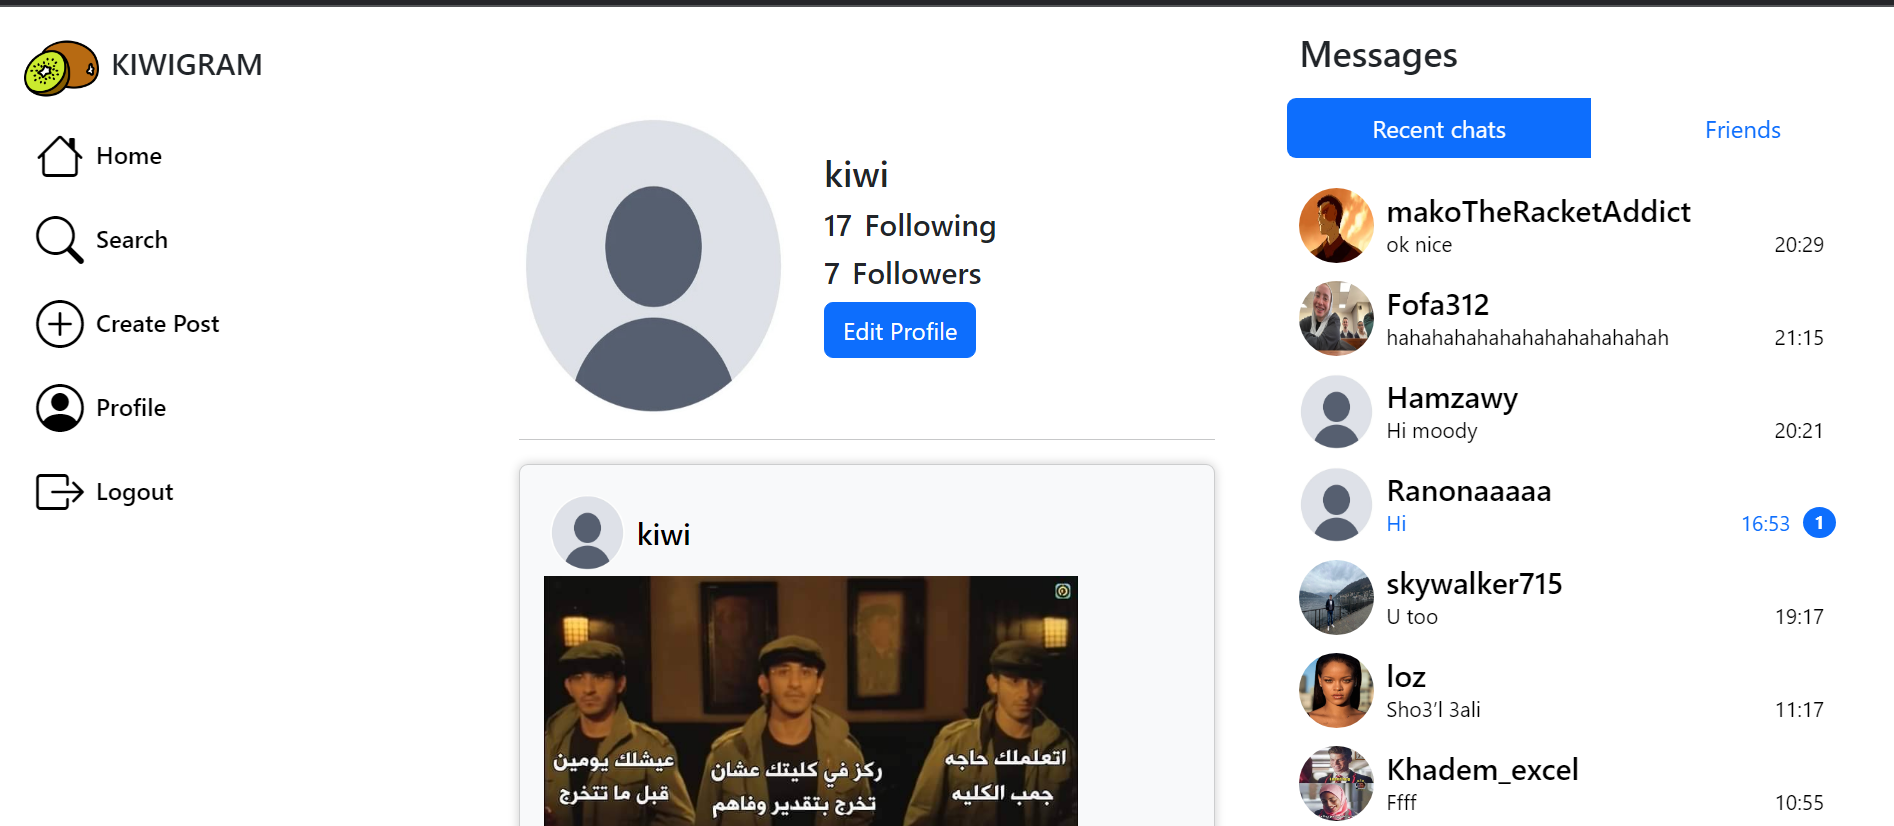 KIWIGRAM
Home
Search
Create Post
Profile
Logout
kiwi
17 Following
7 Followers
Edit Profile
kiwi
عيشلك يومين
قبل ما تتخرج
ركز في كليتك عشان
تخرج بتقدير وفاهم
اتعلملك حاجه
جمب الكليه
Messages
Recent chats
Friends
makoTheRacketAddict
ok nice 20:29
Fofa312
hahahahahahahahahahahah 21:15
Hamzawy
Hi moody 20:21
Ranonaaaaa
Hi 16:53 1
skywalker715
U too 19:17
loz
Sho3'l 3ali 11:17
Khadem_excel
Ffff 10:55